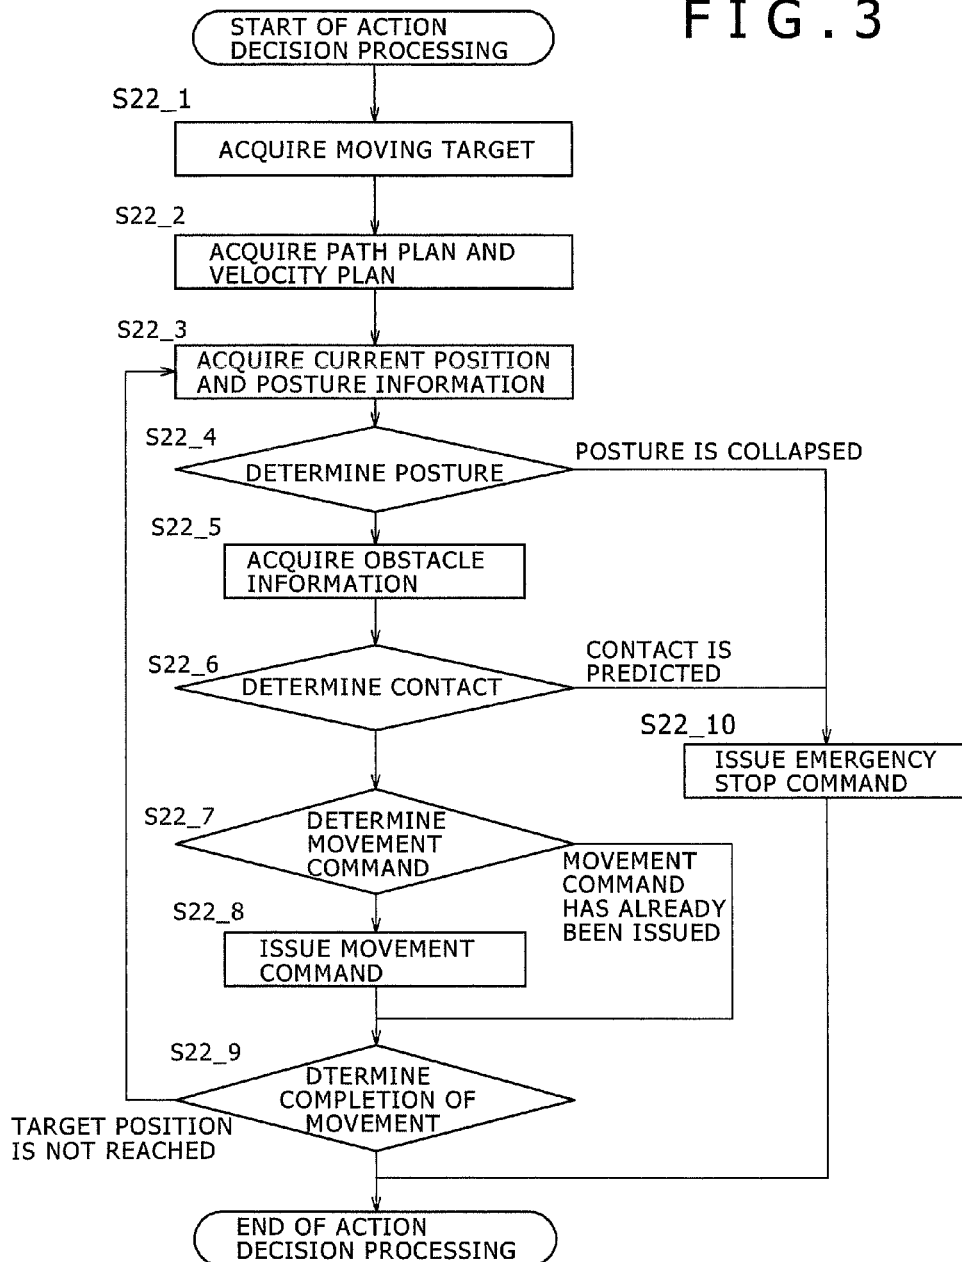 FIG.3
START OF ACTION
DECISION PROCESSING
S22_1
ACQUIRE MOVING TARGET
S22_2
ACQUIRE PATH PLAN AND
VELOCITY PLAN
S22_3
ACQUIRE CURRENT POSITION
AND POSTURE INFORMATION
S22_4
DETERMINE POSTURE
POSTURE IS COLLAPSED
S22_5
ACQUIRE OBSTACLE
INFORMATION
S22_6
DETERMINE CONTACT
CONTACT IS
PREDICTED
S22_10
ISSUE EMERGENCY
STOP COMMAND
S22_7
DETERMINE
MOVEMENT
COMMAND
MOVEMENT
COMMAND
HAS ALREADY
BEEN ISSUED
S22_8
ISSUE MOVEMENT
COMMAND
S22_9
DTERMINE
COMPLETION OF
MOVEMENT
TARGET POSITION
IS NOT REACHED
END OF ACTION
DECISION PROCESSING